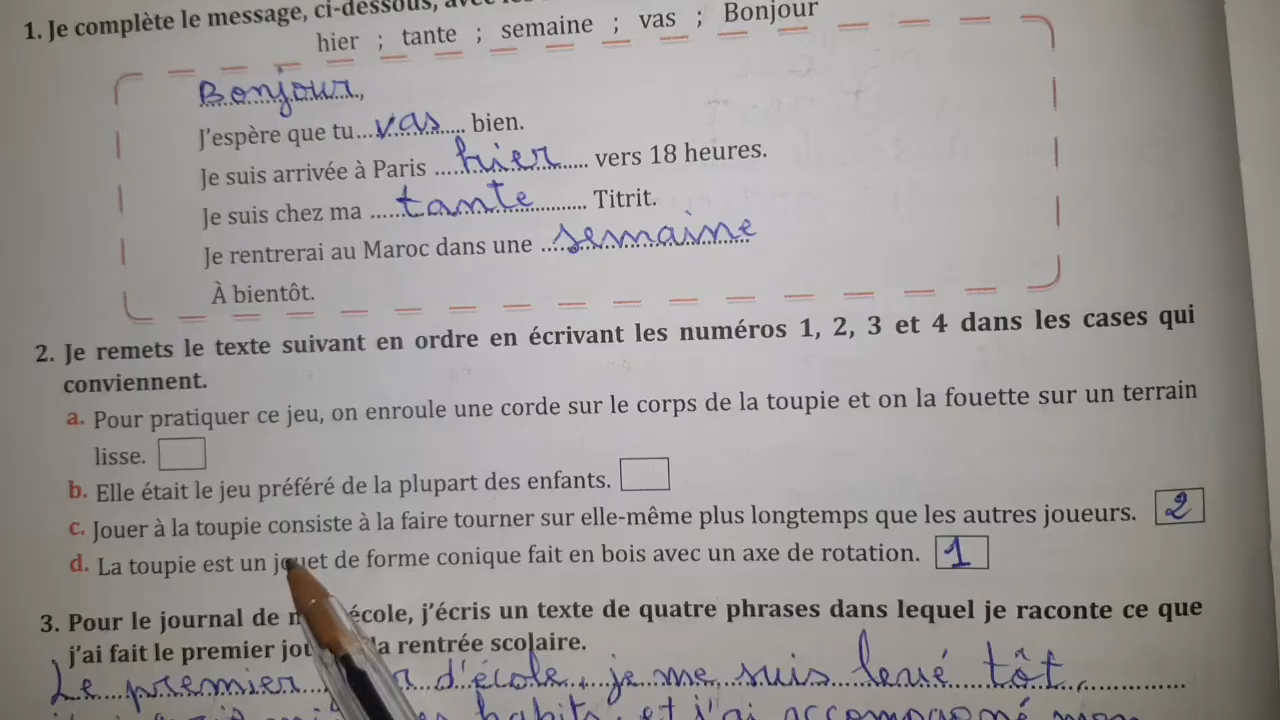 1. Je complète le message, ci-dessous,
hier ; tante ; semaine ; vas ; Bonjour
Bonjour,
J'espère que tu...vas...... bien.
Je suis arrivée à Paris .....hier...... vers 18 heures.
Je suis chez ma ......tante.......... Titrit.
Je rentrerai au Maroc dans une ....semaine
À bientôt.
2. Je remets le texte suivant en ordre en écrivant les numéros 1, 2, 3 et 4 dans les cases qui
conviennent.
a. Pour pratiquer ce jeu, on enroule une corde sur le corps de la toupie et on la fouette sur un terrain
lisse.
b. Elle était le jeu préféré de la plupart des enfants.
c. Jouer à la toupie consiste à la faire tourner sur elle-même plus longtemps que les autres joueurs. 2
d. La toupie est un jouet de forme conique fait en bois avec un axe de rotation. 1
3. Pour le journal de école, j'écris un texte de quatre phrases dans lequel je raconte ce que
j'ai fait le premier la rentrée scolaire.
Le premier d'école, je me suis levé tôt,
habits, et j'ai accompagné mon